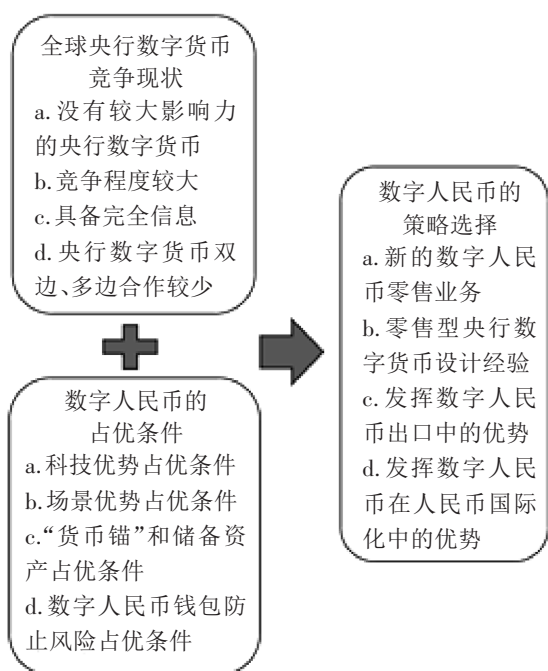 全球央行数字货币
竞争现状
a.没有较大影响力
的央行数字货币
b.竞争程度较大
c.具备完全信息
d.央行数字货币双
边、多边合作较少
数字人民币的
占优条件
a.科技优势占优条件
b.场景优势占优条件
c.“货币锚”和储备资
产占优条件
d.数字人民币钱包防
止风险占优条件
数字人民币的
策略选择
a.新的数字人民
币零售业务
b.零售型央行数
字货币设计经验
c.发挥数字人民
币出口中的优势
d.发挥数字人民
币在人民币国际
化中的优势